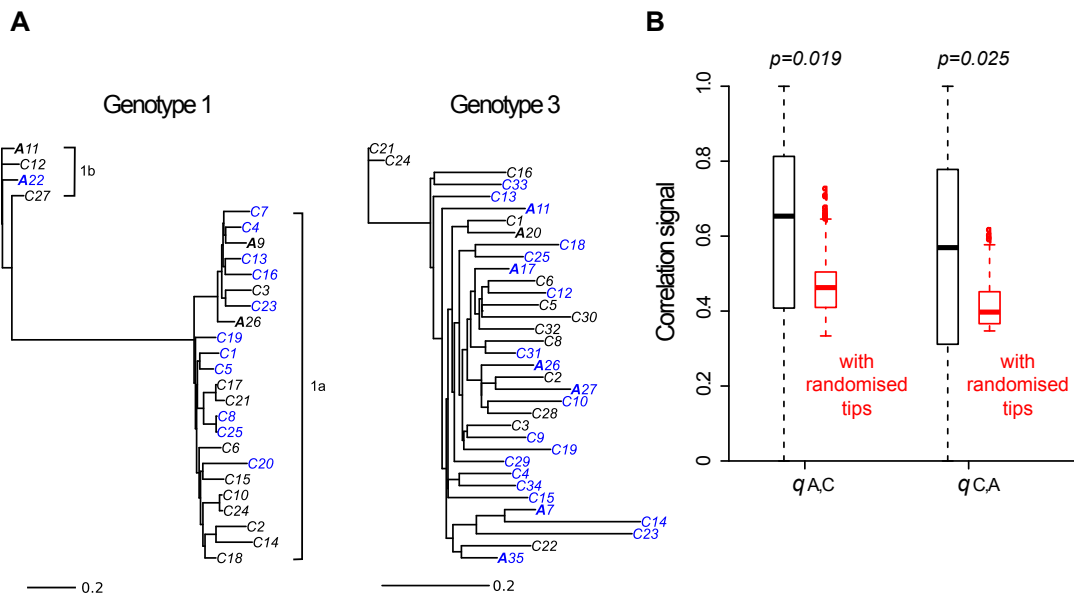 A
Genotype 1
A11
C12
A22
C27
1b
C7
C4
A9
C13
C16
C3
C23
A26
C19
C1
C5
C17
C21
C8
C25
C6
C20
C15
C10
C24
C2
C14
C18
1a
0.2
Genotype 3
C21
C24
C16
C33
C13
A11
C1
A20
C18
C25
A17
C6
C12
C5
C30
C32
C8
C31
A26
C2
A27
C10
C28
C3
C9
C19
C29
C4
C34
C15
A7
C14
C23
C22
A35
0.2
B
p=0.019
p=0.025
Correlation signal
1.0
0.8
0.6
0.4
0.2
0
with
randomised
tips
with
randomised
tips
q A,C
q C,A